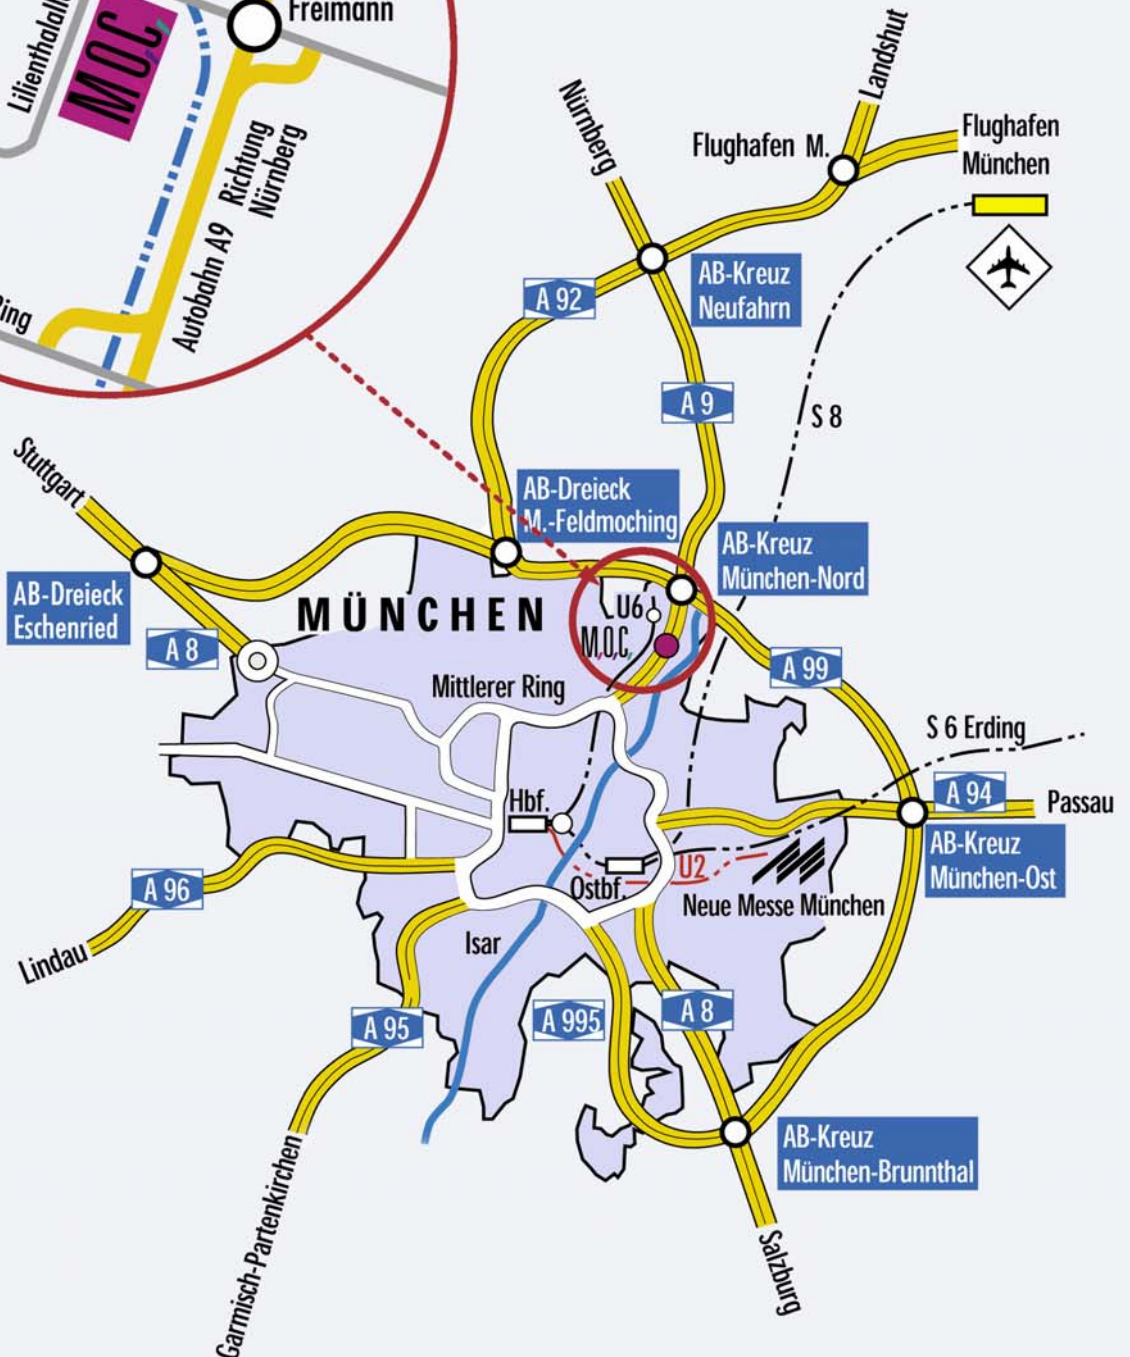 Freimann
Lilienthalall
M,O,C,
Richtung
Nürnberg
Autobahn A9
ing
Landshut
Nürnberg
Flughafen M.
Flughafen
München
AB-Kreuz
Neufahrn
A 92
A 9
S 8
Stuttgart
AB-Dreieck
M.-Feldmoching
AB-Kreuz
München-Nord
AB-Dreieck
Eschenried
MÜNCHEN
U6
M,O,C,
A 8
A 99
Mittlerer Ring
S 6 Erding
A 94
Passau
Hbf.
AB-Kreuz
München-Ost
Ostbf.
U2
A 96
Neue Messe München
Lindau
Isar
A 95
A 995
A 8
AB-Kreuz
München-Brunnthal
Garmisch-Partenkirchen
Salzburg